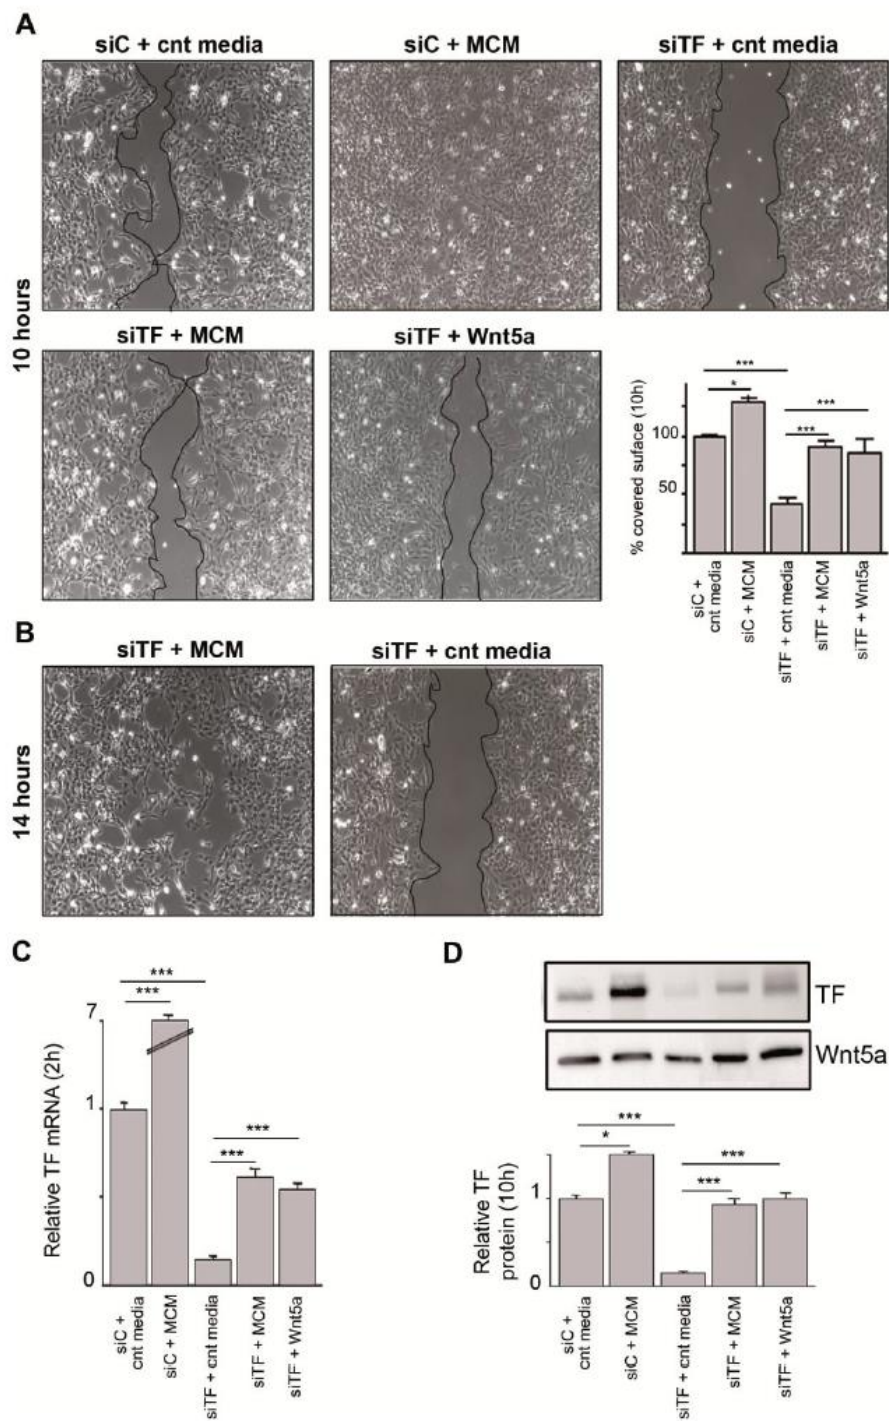 A
siC + cnt media
siC + MCM
siTF + cnt media
10 hours
siTF + MCM
siTF + Wnt5a
% covered suface (10h)
100
50
***
*
***
***
siC +
cnt media
siC + MCM
siTF + cnt media
siTF + MCM
siTF + Wnt5a
B
siTF + MCM
siTF + cnt media
14 hours
C
Relative TF mRNA (2h)
7
1
0
***
***
***
***
siC +
cnt media
siC + MCM
siTF + cnt media
siTF + MCM
siTF + Wnt5a
D
TF
Wnt5a
Relative TF
protein (10h)
1
0
***
*
***
***
siC +
cnt media
siC + MCM
siTF + cnt media
siTF + MCM
siTF + Wnt5a